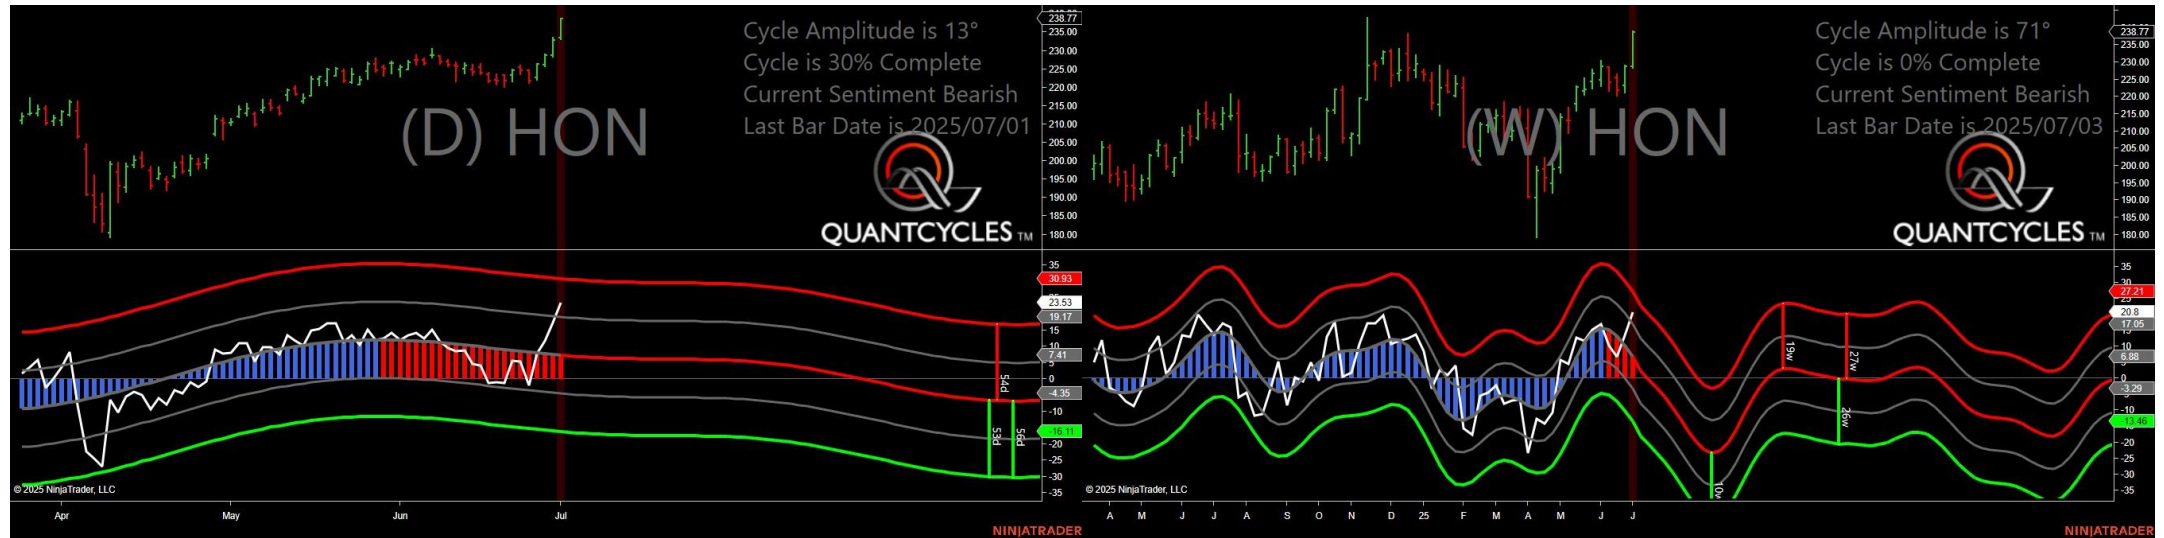 Cycle Amplitude is 13°
Cycle is 30% Complete
Current Sentiment Bearish
Last Bar Date is 2025/07/01
(D) HON
QUANTCYCLES TM
238.77
235.00
230.00
225.00
220.00
215.00
210.00
205.00
200.00
195.00
190.00
185.00
180.00
35
30.93
23.53
19.17
15
10
7.41
5
0
-4.35
-10
-16.11
-20
-25
-30
-35
54d
53d
56d
© 2025 NinjaTrader, LLC
Apr May Jun Jul
NINJATRADER
Cycle Amplitude is 71°
Cycle is 0% Complete
Current Sentiment Bearish
Last Bar Date is 2025/07/03
(W) HON
QUANTCYCLES TM
238.77
235.00
230.00
225.00
220.00
215.00
210.00
205.00
200.00
195.00
190.00
185.00
180.00
35
30
27.21
20.8
17.05
10
6.88
0
-3.29
-10
-13.46
-20
-25
-30
-35
19w
27w
26w
10w
© 2025 NinjaTrader, LLC
A M J J A S O N D 25 F M A M J J
NINJATRADER